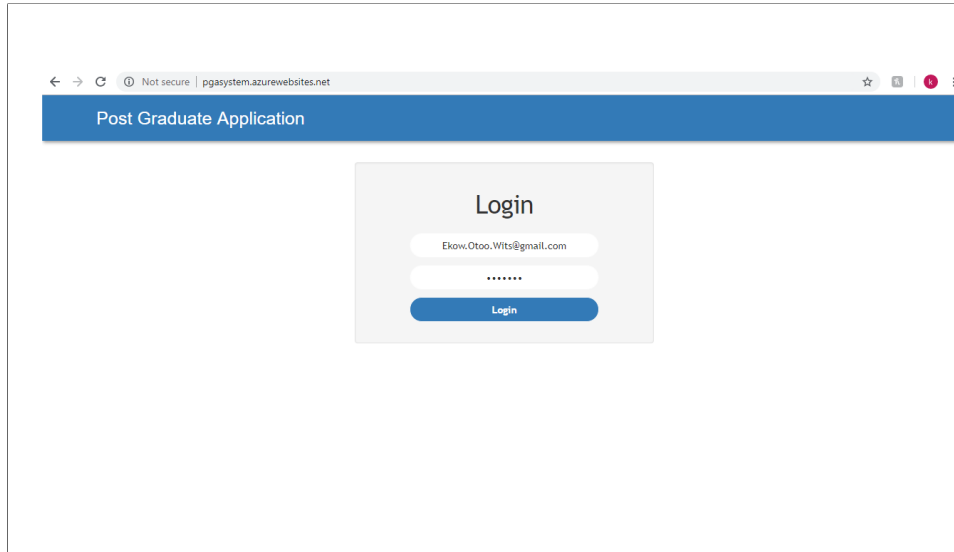 Not secure | pgasystem.azurewebsites.net
k
Post Graduate Application
Login
Ekow.Otoo.Wits@gmail.com
•••••••
Login